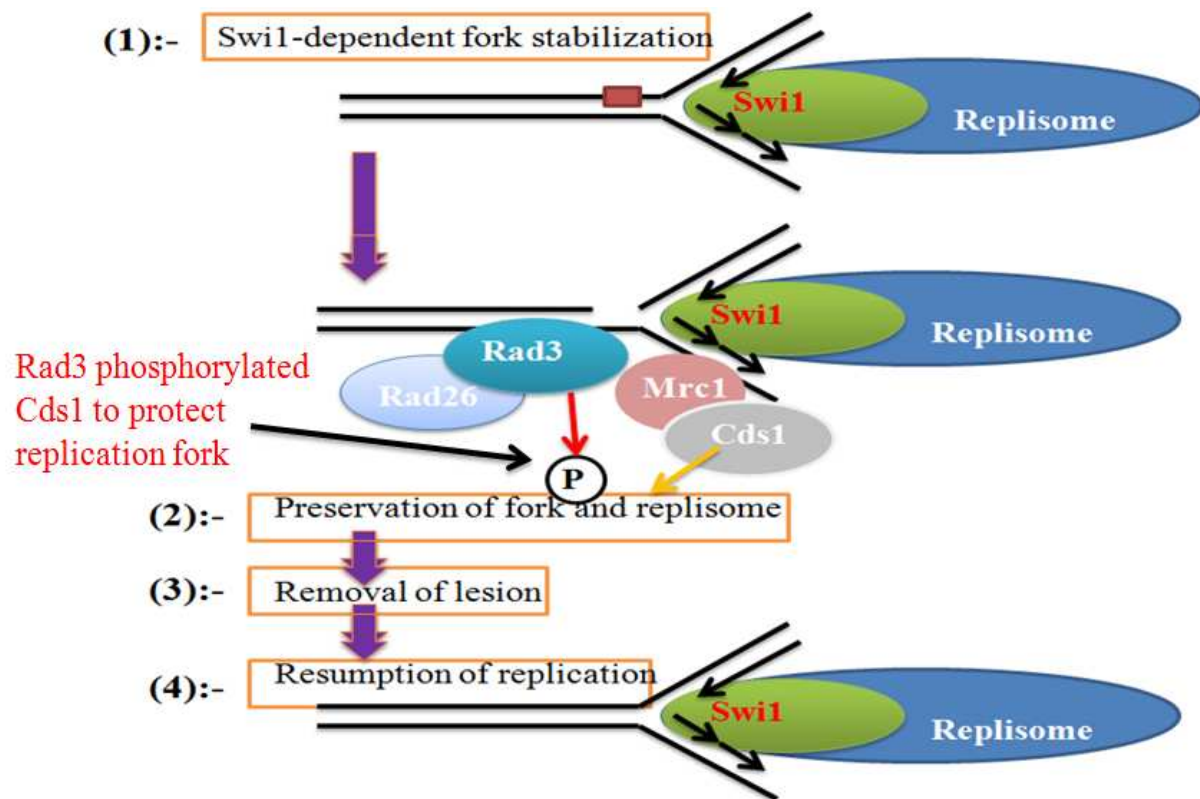 (1):- Swi1-dependent fork stabilization
Swi1
Replisome
Swi1
Replisome
Rad3
Rad26
Mrc1
Cds1
Rad3 phosphorylated
Cds1 to protect
replication fork
P
(2):- Preservation of fork and replisome
(3):- Removal of lesion
(4):- Resumption of replication
Swi1
Replisome